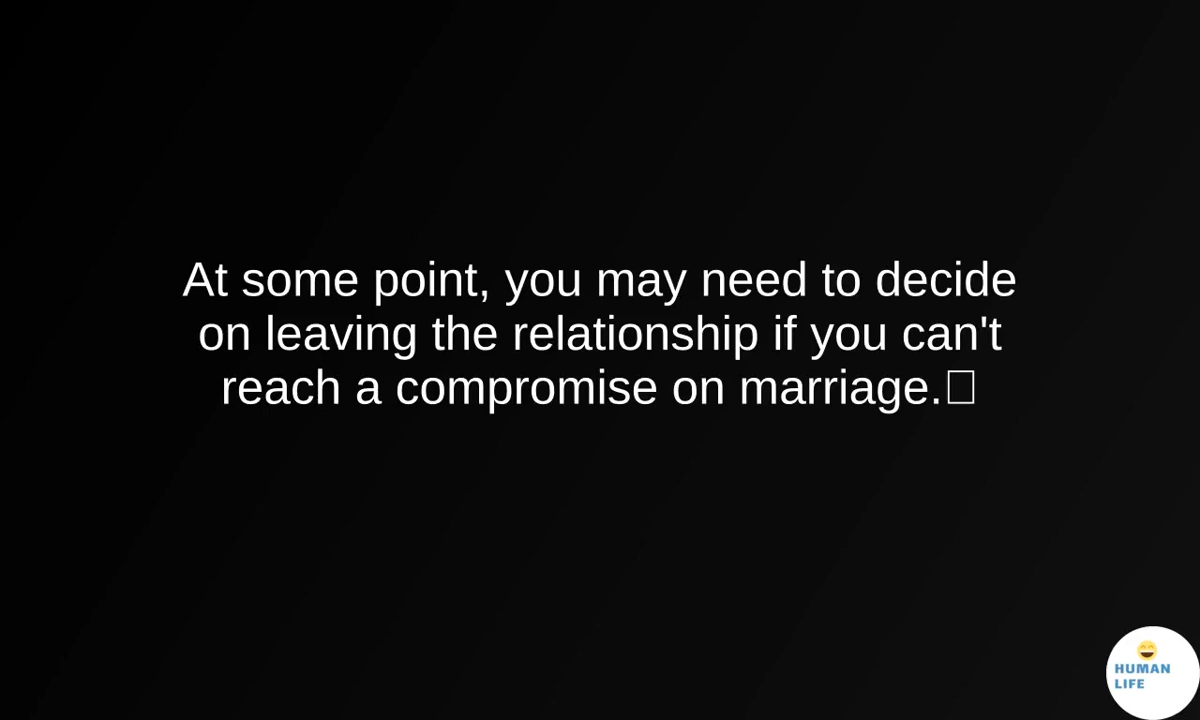 At some point, you may need to decide
on leaving the relationship if you can't
reach a compromise on marriage.
HUMAN
LIFE